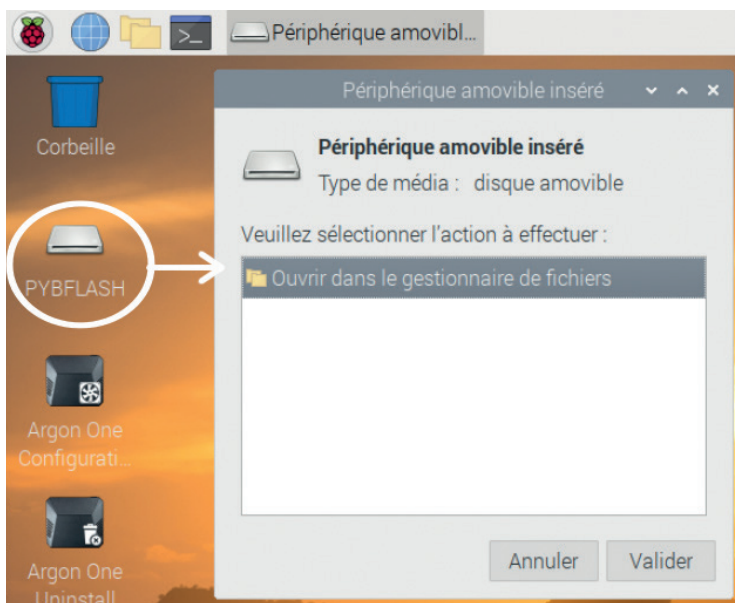 Périphérique amovibl...
Périphérique amovible inséré
Corbeille
Périphérique amovible inséré
Type de média : disque amovible
Veuillez sélectionner l'action à effectuer :
Ouvrir dans le gestionnaire de fichiers
PYBFLASH
Argon One
Configurati...
Annuler
Valider
Argon One
Uninstall